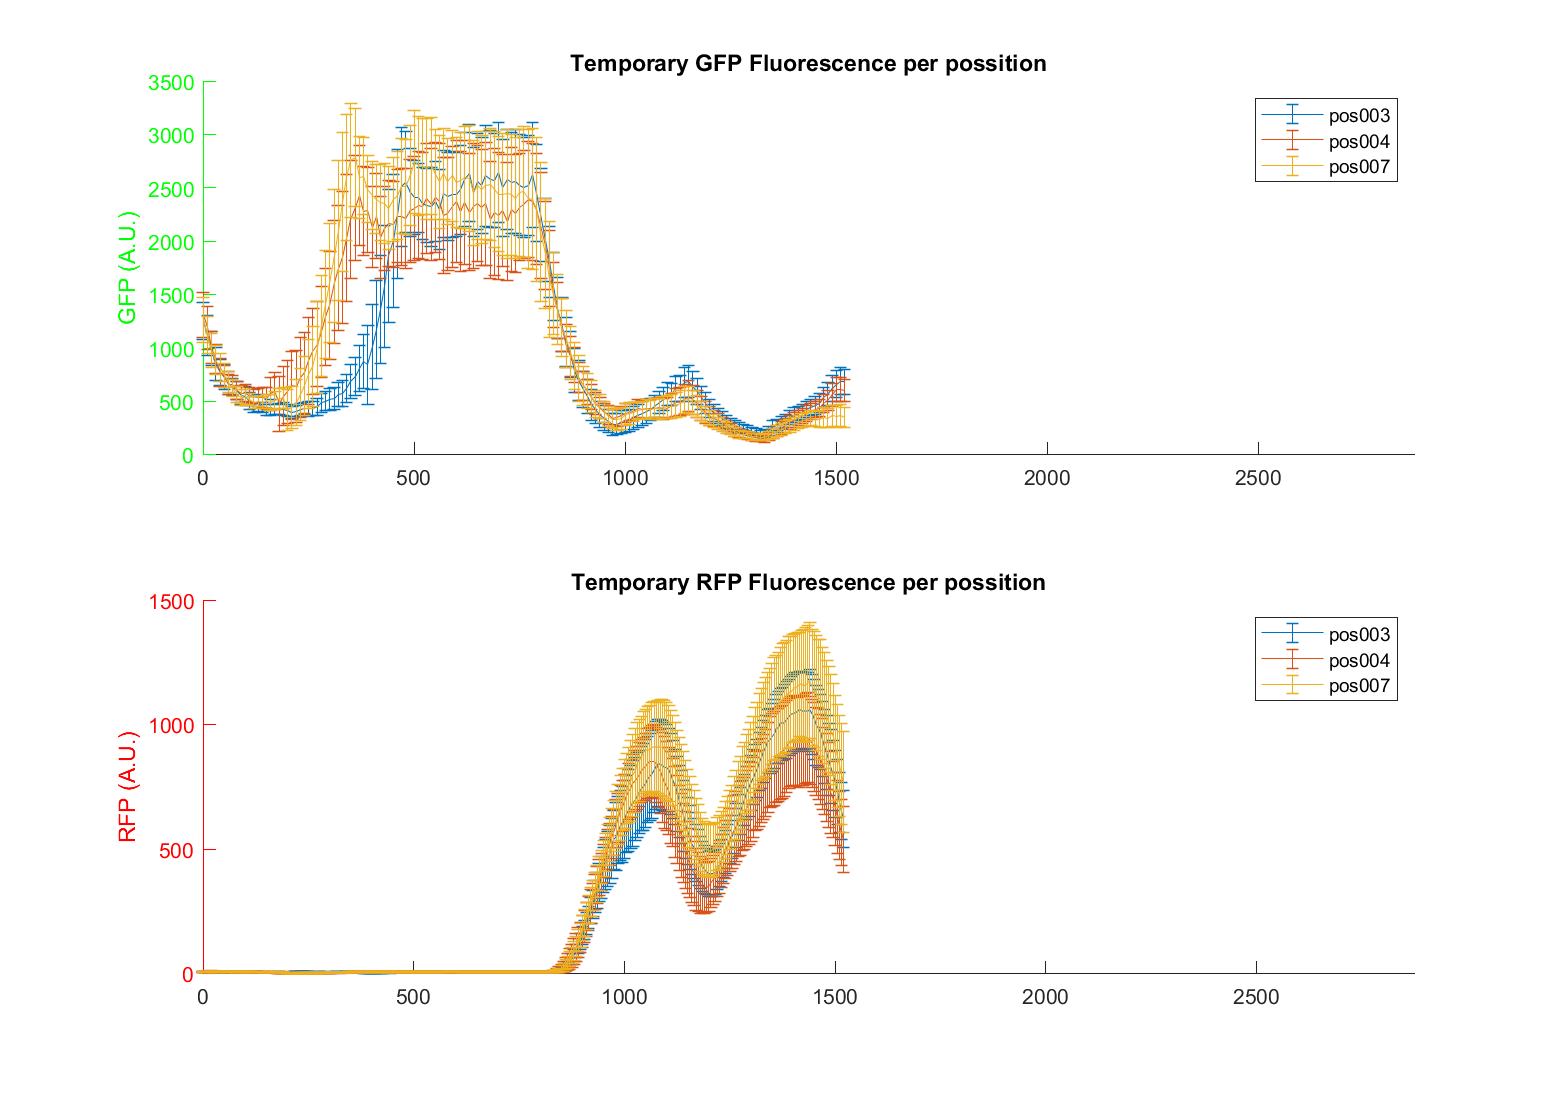 Temporary GFP Fluorescence per possition
3500
3000
2500
2000
1500
1000
500
0
GFP (A.U.)
0 500 1000 1500 2000 2500
pos003
pos004
pos007
Temporary RFP Fluorescence per possition
1500
1000
500
0
RFP (A.U.)
0 500 1000 1500 2000 2500
pos003
pos004
pos007